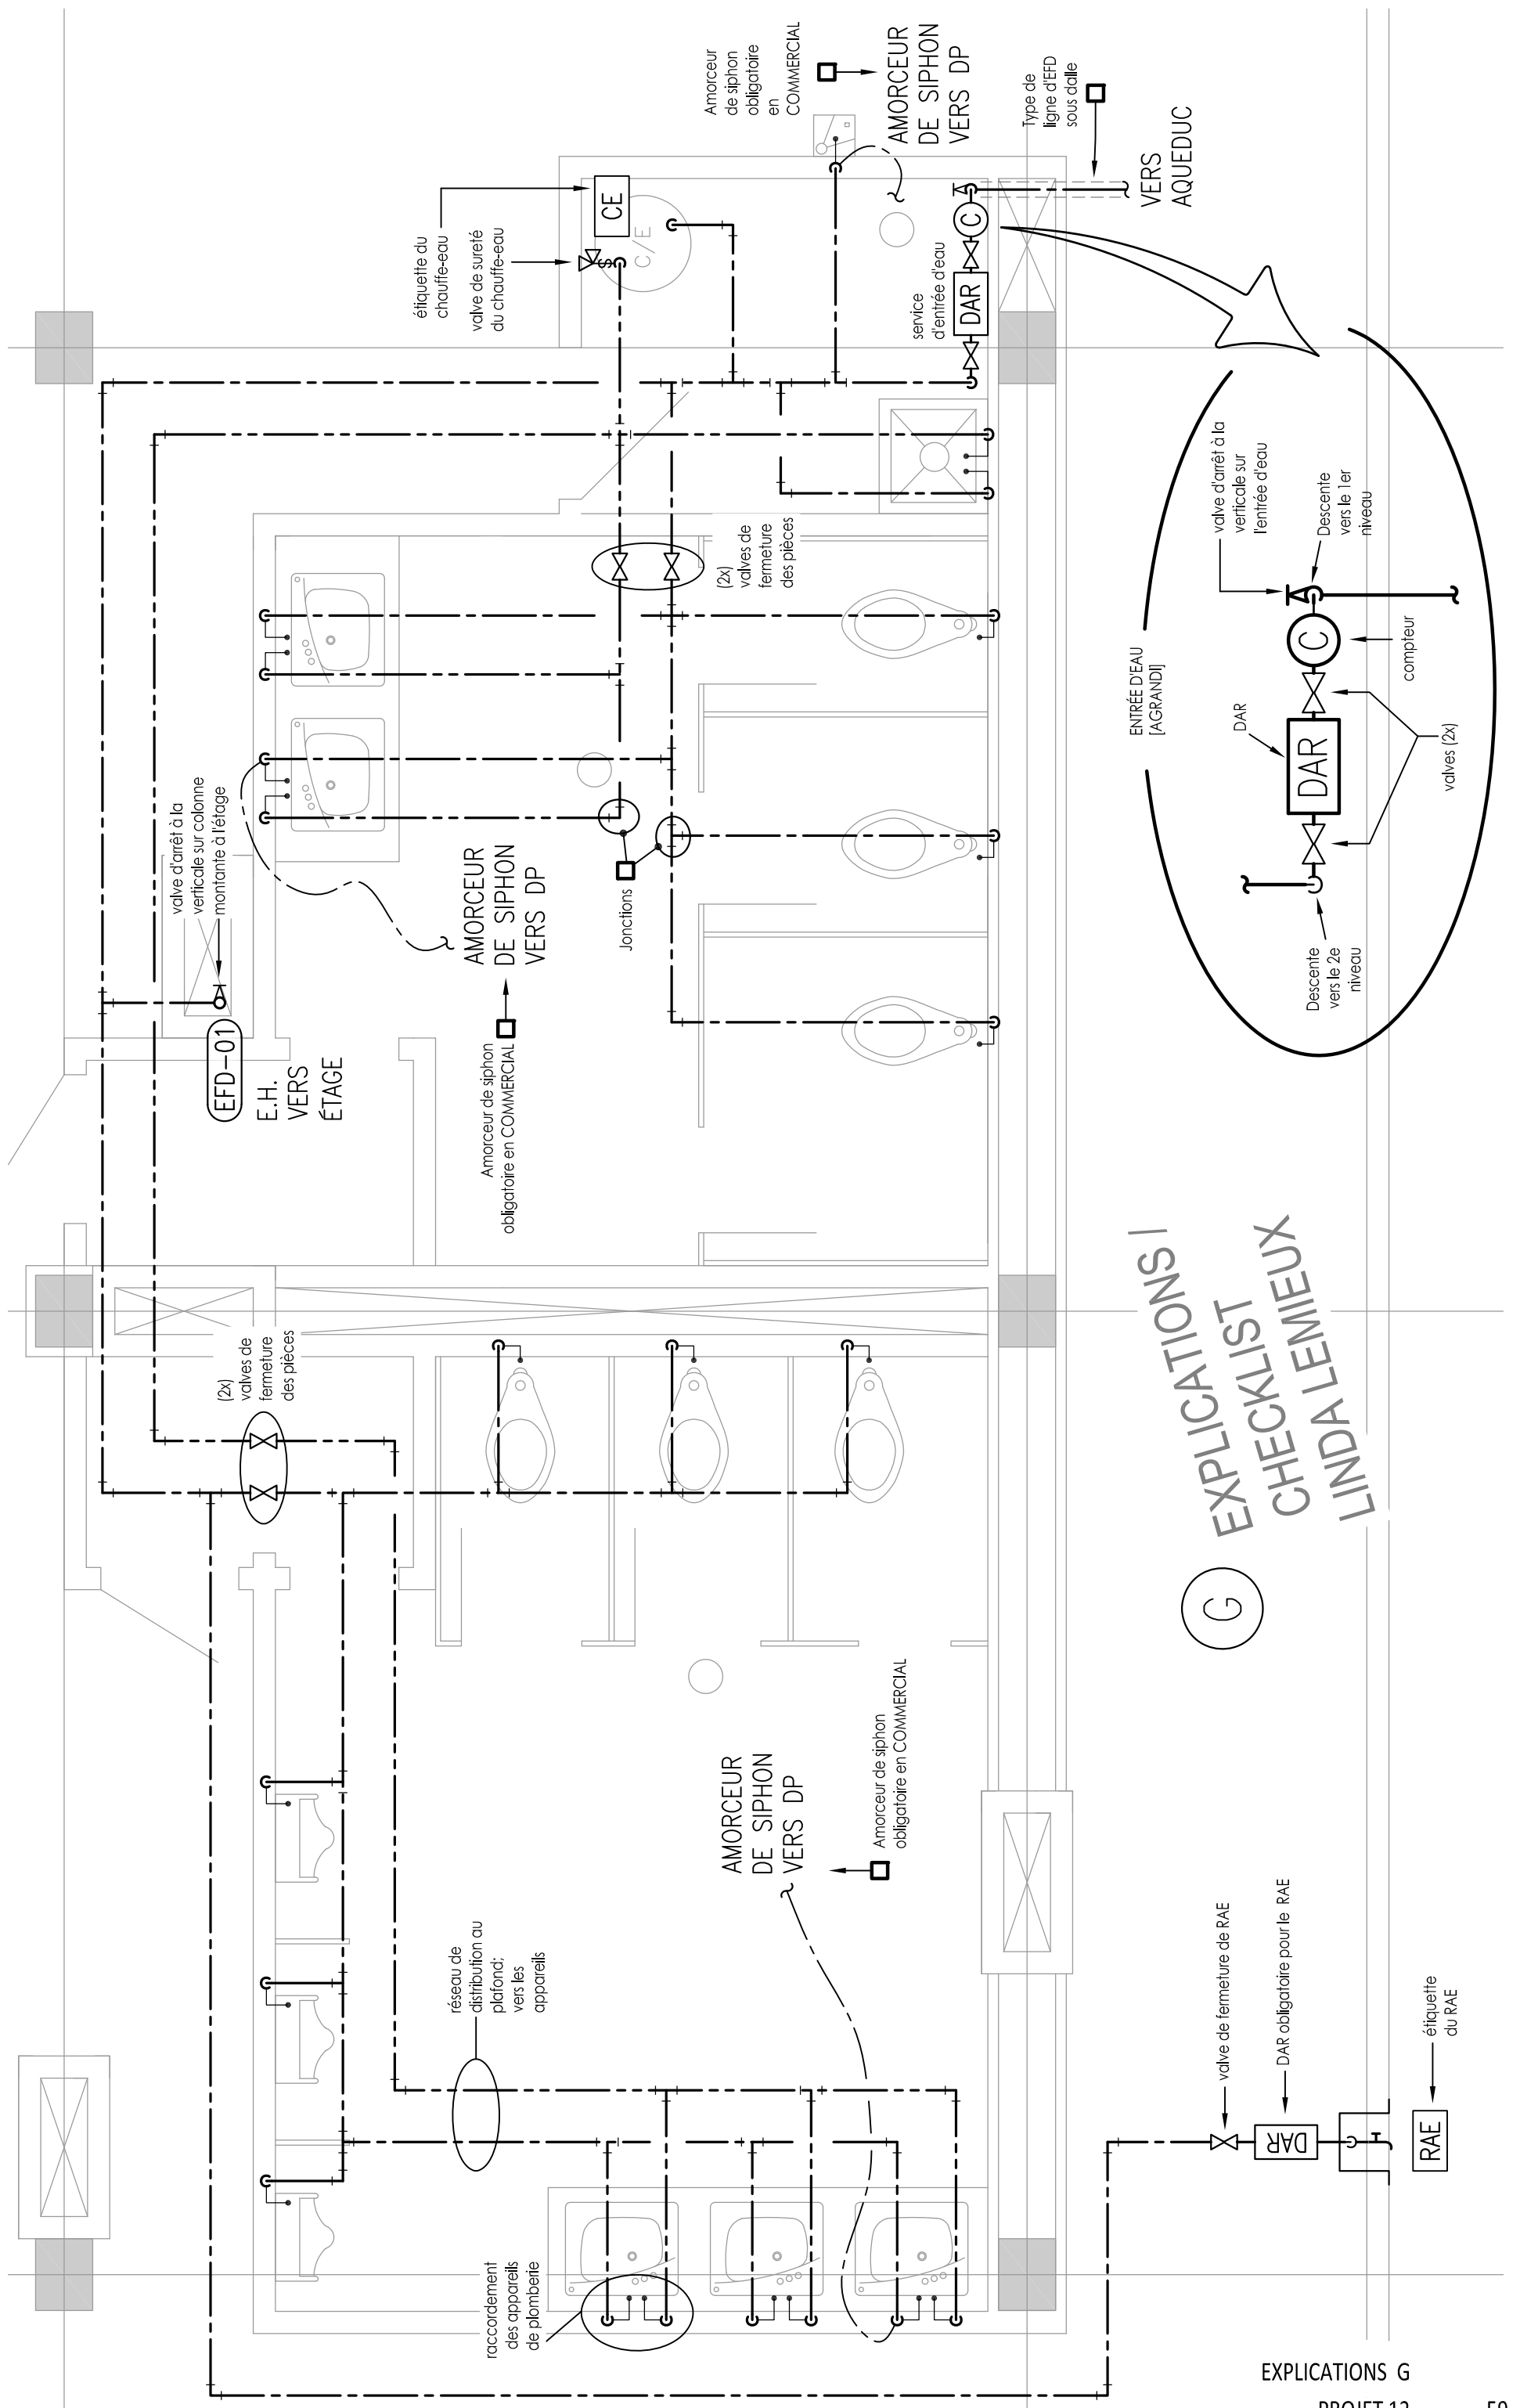 Amorceur
de siphon
obligatoire
en
COMMERCIAL
AMORCEUR
DE SIPHON
VERS DP
Type de
ligne d'EFD
sous dalle
VERS
AQUEDUC
étiquette du
chauffe-eau
valve de sureté
du chauffe-eau
CE
C/E
S
service
d'entrée d'eau
DAR
C
(2x)
valves de
fermeture
des pièces
valve d'arrêt à la
verticale sur colonne
montante à l'étage
EFD-01
E.H.
VERS
ÉTAGE
AMORCEUR
DE SIPHON
VERS DP
Amorceur de siphon
obligatoire en COMMERCIAL
Jonctions
ENTRÉE D'EAU
[AGRANDI]
valve d'arrêt à la
verticale sur
l'entrée d'eau
Descente
vers le 1er
niveau
DAR
DAR
C
compteur
valves (2x)
Descente
vers le 2e
niveau
(2x)
valves de
fermeture
des pièces
EXPLICATIONS /
CHECKLIST
LINDA LEMIEUX
G
AMORCEUR
DE SIPHON
VERS DP
Amorceur de siphon
obligatoire en COMMERCIAL
réseau de
distribution au
plafond;
vers les
appareils
raccordement
des appareils
de plomberie
valve de fermeture de RAE
DAR obligatoire pour le RAE
DAR
étiquette
du RAE
RAE
EXPLICATIONS G
PROJET 12
59